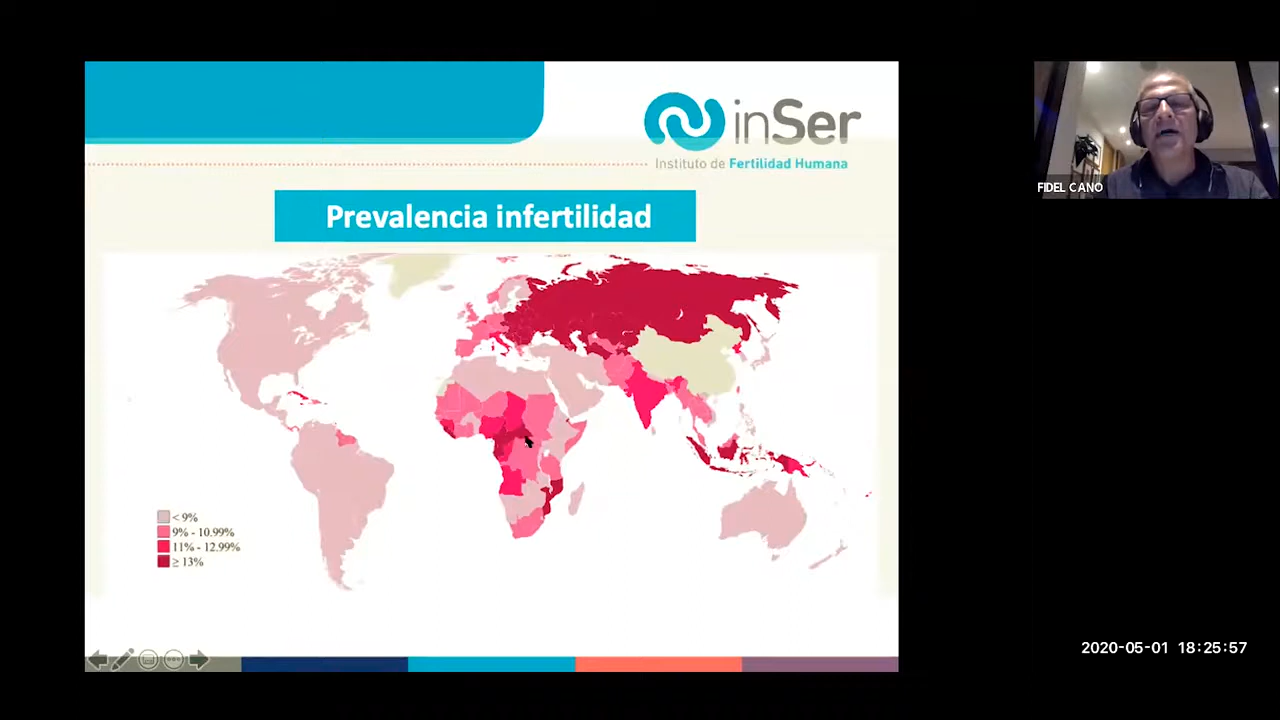 inSer
Instituto de Fertilidad Humana
FIDEL CANO
Prevalencia infertilidad
< 9%
9% - 10.99%
11% - 12.99%
≥ 13%
2020-05-01 18:25:57